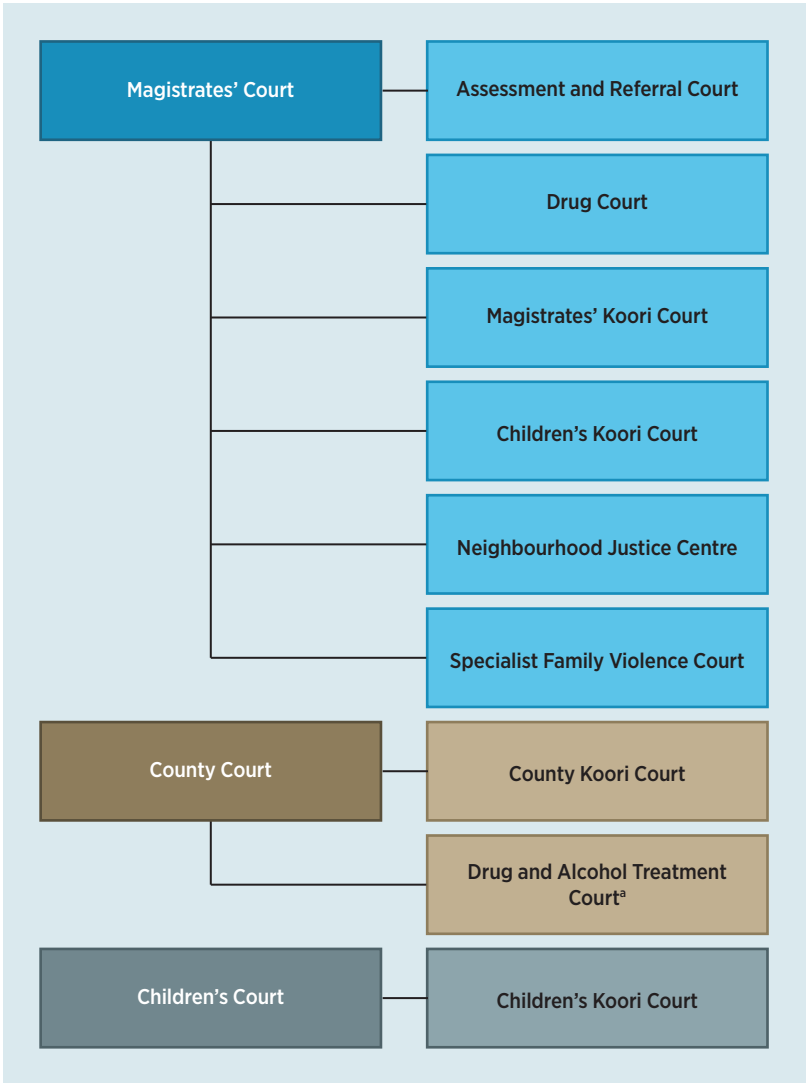 Magistrates’ Court
Assessment and Referral Court
Drug Court
Magistrates’ Koori Court
Children’s Koori Court
Neighbourhood Justice Centre
Specialist Family Violence Court
County Court
County Koori Court
Drug and Alcohol Treatment
Courtᵃ
Children’s Court
Children’s Koori Court